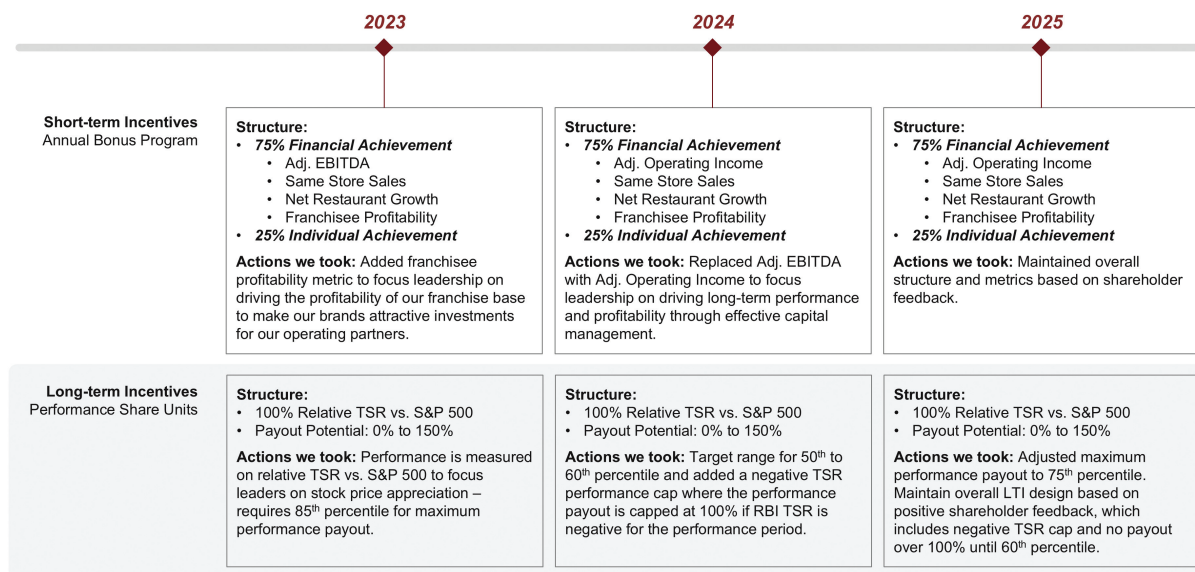 2023
2024
2025
Short-term Incentives
Annual Bonus Program
Structure:
• 75% Financial Achievement
• Adj. EBITDA
• Same Store Sales
• Net Restaurant Growth
• Franchisee Profitability
• 25% Individual Achievement
Actions we took: Added franchisee
profitability metric to focus leadership on
driving the profitability of our franchise base
to make our brands attractive investments
for our operating partners.
Structure:
• 75% Financial Achievement
• Adj. Operating Income
• Same Store Sales
• Net Restaurant Growth
• Franchisee Profitability
• 25% Individual Achievement
Actions we took: Replaced Adj. EBITDA
with Adj. Operating Income to focus
leadership on driving long-term performance
and profitability through effective capital
management.
Structure:
• 75% Financial Achievement
• Adj. Operating Income
• Same Store Sales
• Net Restaurant Growth
• Franchisee Profitability
• 25% Individual Achievement
Actions we took: Maintained overall
structure and metrics based on shareholder
feedback.
Long-term Incentives
Performance Share Units
Structure:
• 100% Relative TSR vs. S&P 500
• Payout Potential: 0% to 150%
Actions we took: Performance is measured
on relative TSR vs. S&P 500 to focus
leaders on stock price appreciation –
requires 85th percentile for maximum
performance payout.
Structure:
• 100% Relative TSR vs. S&P 500
• Payout Potential: 0% to 150%
Actions we took: Target range for 50th to
60th percentile and added a negative TSR
performance cap where the performance
payout is capped at 100% if RBI TSR is
negative for the performance period.
Structure:
• 100% Relative TSR vs. S&P 500
• Payout Potential: 0% to 150%
Actions we took: Adjusted maximum
performance payout to 75th percentile.
Maintain overall LTI design based on
positive shareholder feedback, which
includes negative TSR cap and no payout
over 100% until 60th percentile.